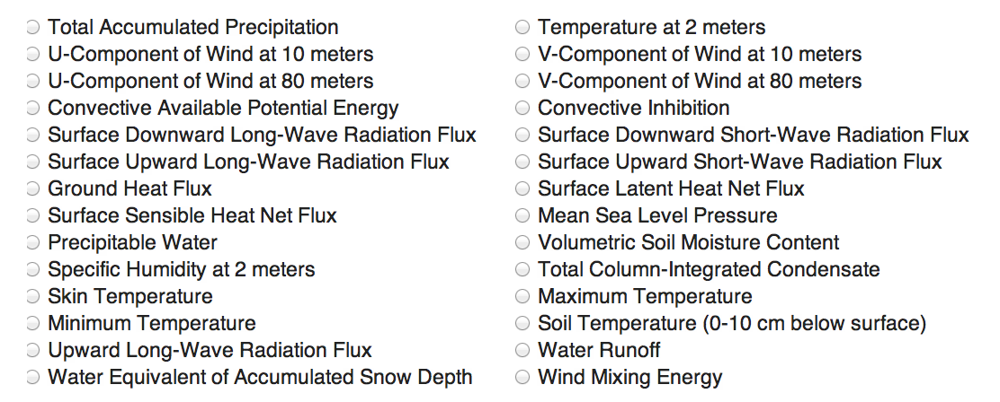 Total Accumulated Precipitation
Temperature at 2 meters
U-Component of Wind at 10 meters
V-Component of Wind at 10 meters
U-Component of Wind at 80 meters
V-Component of Wind at 80 meters
Convective Available Potential Energy
Convective Inhibition
Surface Downward Long-Wave Radiation Flux
Surface Downward Short-Wave Radiation Flux
Surface Upward Long-Wave Radiation Flux
Surface Upward Short-Wave Radiation Flux
Ground Heat Flux
Surface Latent Heat Net Flux
Surface Sensible Heat Net Flux
Mean Sea Level Pressure
Precipitable Water
Volumetric Soil Moisture Content
Specific Humidity at 2 meters
Total Column-Integrated Condensate
Skin Temperature
Maximum Temperature
Minimum Temperature
Soil Temperature (0-10 cm below surface)
Upward Long-Wave Radiation Flux
Water Runoff
Water Equivalent of Accumulated Snow Depth
Wind Mixing Energy